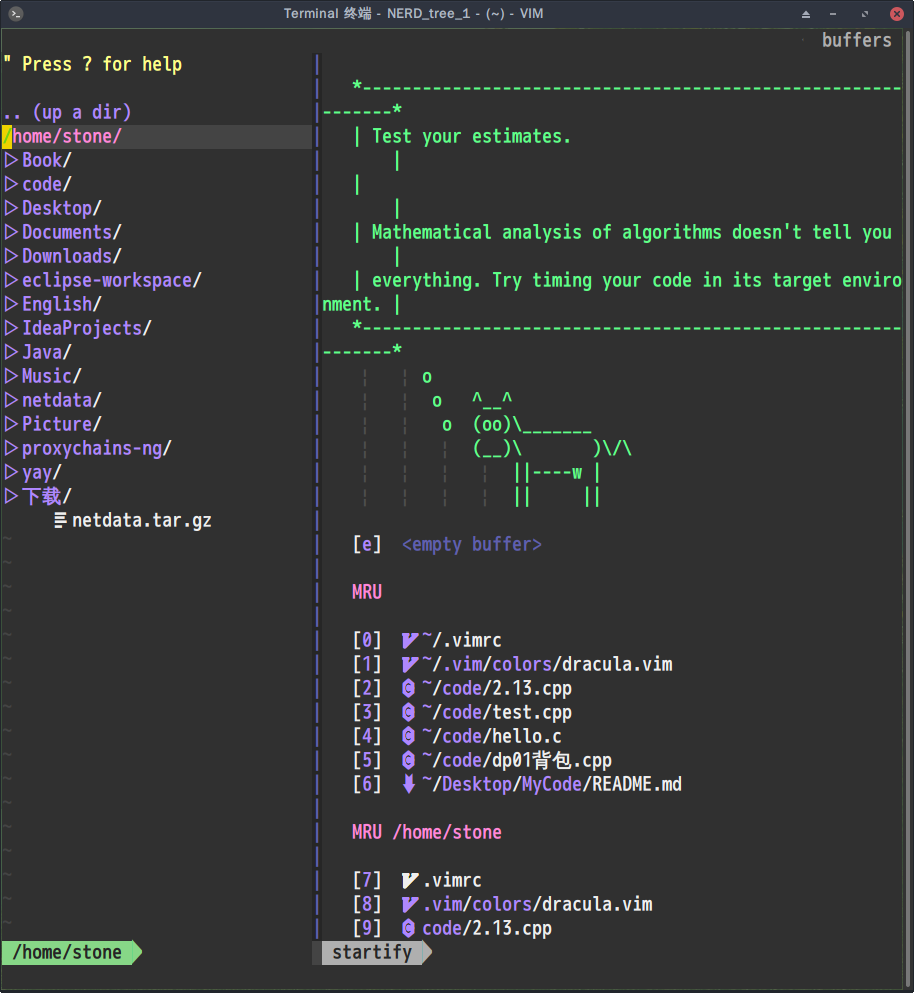 Terminal 终端 - NERD_tree_1 - (~) - VIM
buffers
" Press ? for help
.. (up a dir)
/home/stone/
▷ Book/
▷ code/
▷ Desktop/
▷ Documents/
▷ Downloads/
▷ eclipse-workspace/
▷ English/
▷ IdeaProjects/
▷ Java/
▷ Music/
▷ netdata/
▷ Picture/
▷ proxychains-ng/
▷ yay/
▷ 下载/
netdata.tar.gz
/home/stone
*------------------------------------------------------
-------*
| Test your estimates.
|
|
|
| Mathematical analysis of algorithms doesn't tell you
|
| everything. Try timing your code in its target enviro
nment. |
*------------------------------------------------------
-------*
o
o   ^__^
o  (oo)\_______
(__)\       )\/\
||----w |
||     ||
[e]  <empty buffer>
MRU
[0]  ~/.vimrc
[1]  ~/.vim/colors/dracula.vim
[2]  ~/code/2.13.cpp
[3]  ~/code/test.cpp
[4]  ~/code/hello.c
[5]  ~/code/dp01背包.cpp
[6]  ~/Desktop/MyCode/README.md
MRU /home/stone
[7]  .vimrc
[8]  .vim/colors/dracula.vim
[9]  code/2.13.cpp
startify